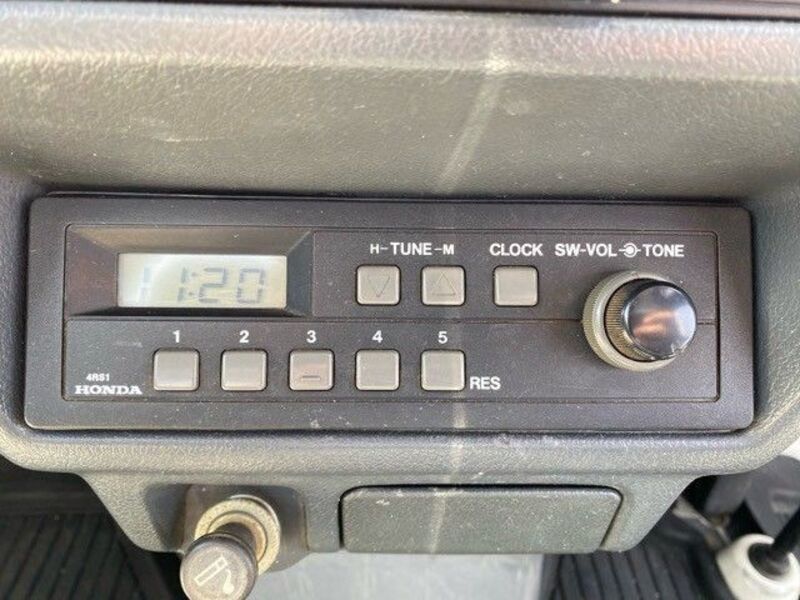 H-TUNE-M CLOCK SW-VOL TONE
11:20
1 2 3 4 5
RES
4RS1
HONDA